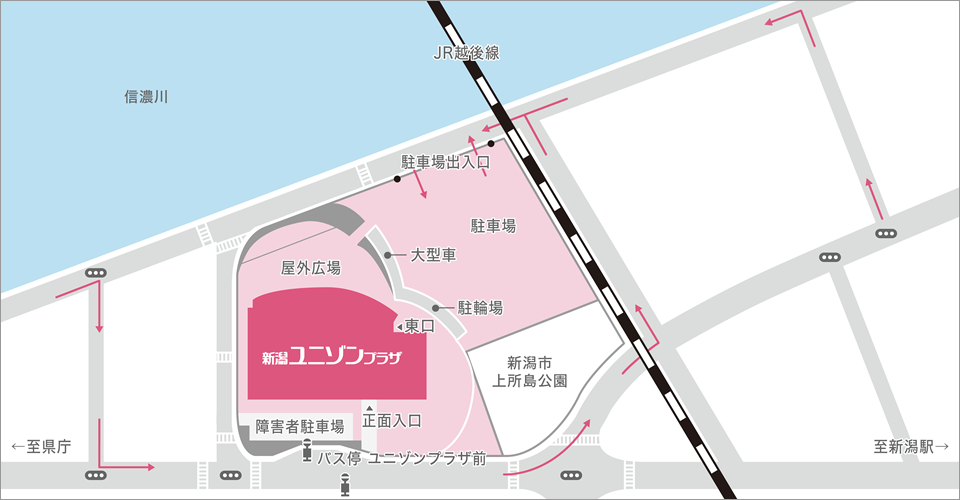 JR越後線
信濃川
駐車場出入口
駐車場
大型車
屋外広場
駐輪場
東口
新潟ユニゾンプラザ
新潟市
上所島公園
正面入口
障害者駐車場
←至県庁
至新潟駅→
バス停 ユニゾンプラザ前